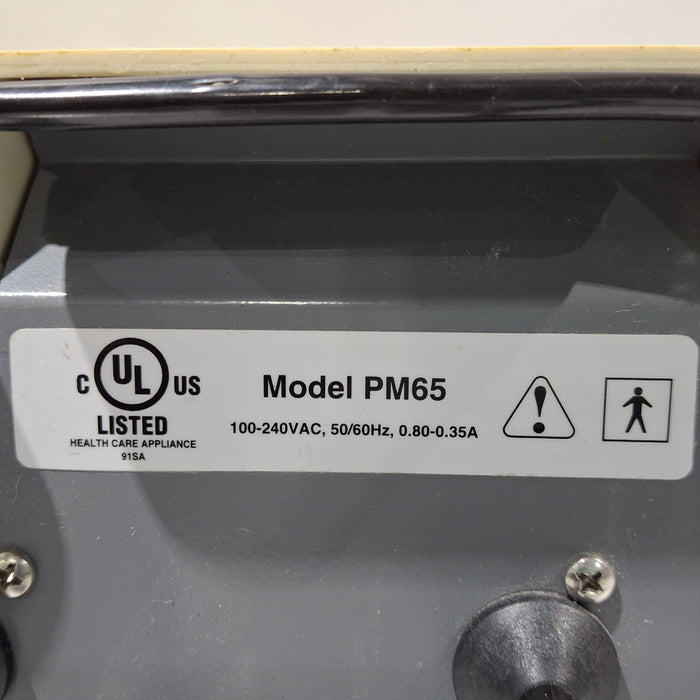 C UL US
LISTED
HEALTH CARE APPLIANCE
91SA
Model PM65
100-240VAC, 50/60Hz, 0.80-0.35A
!